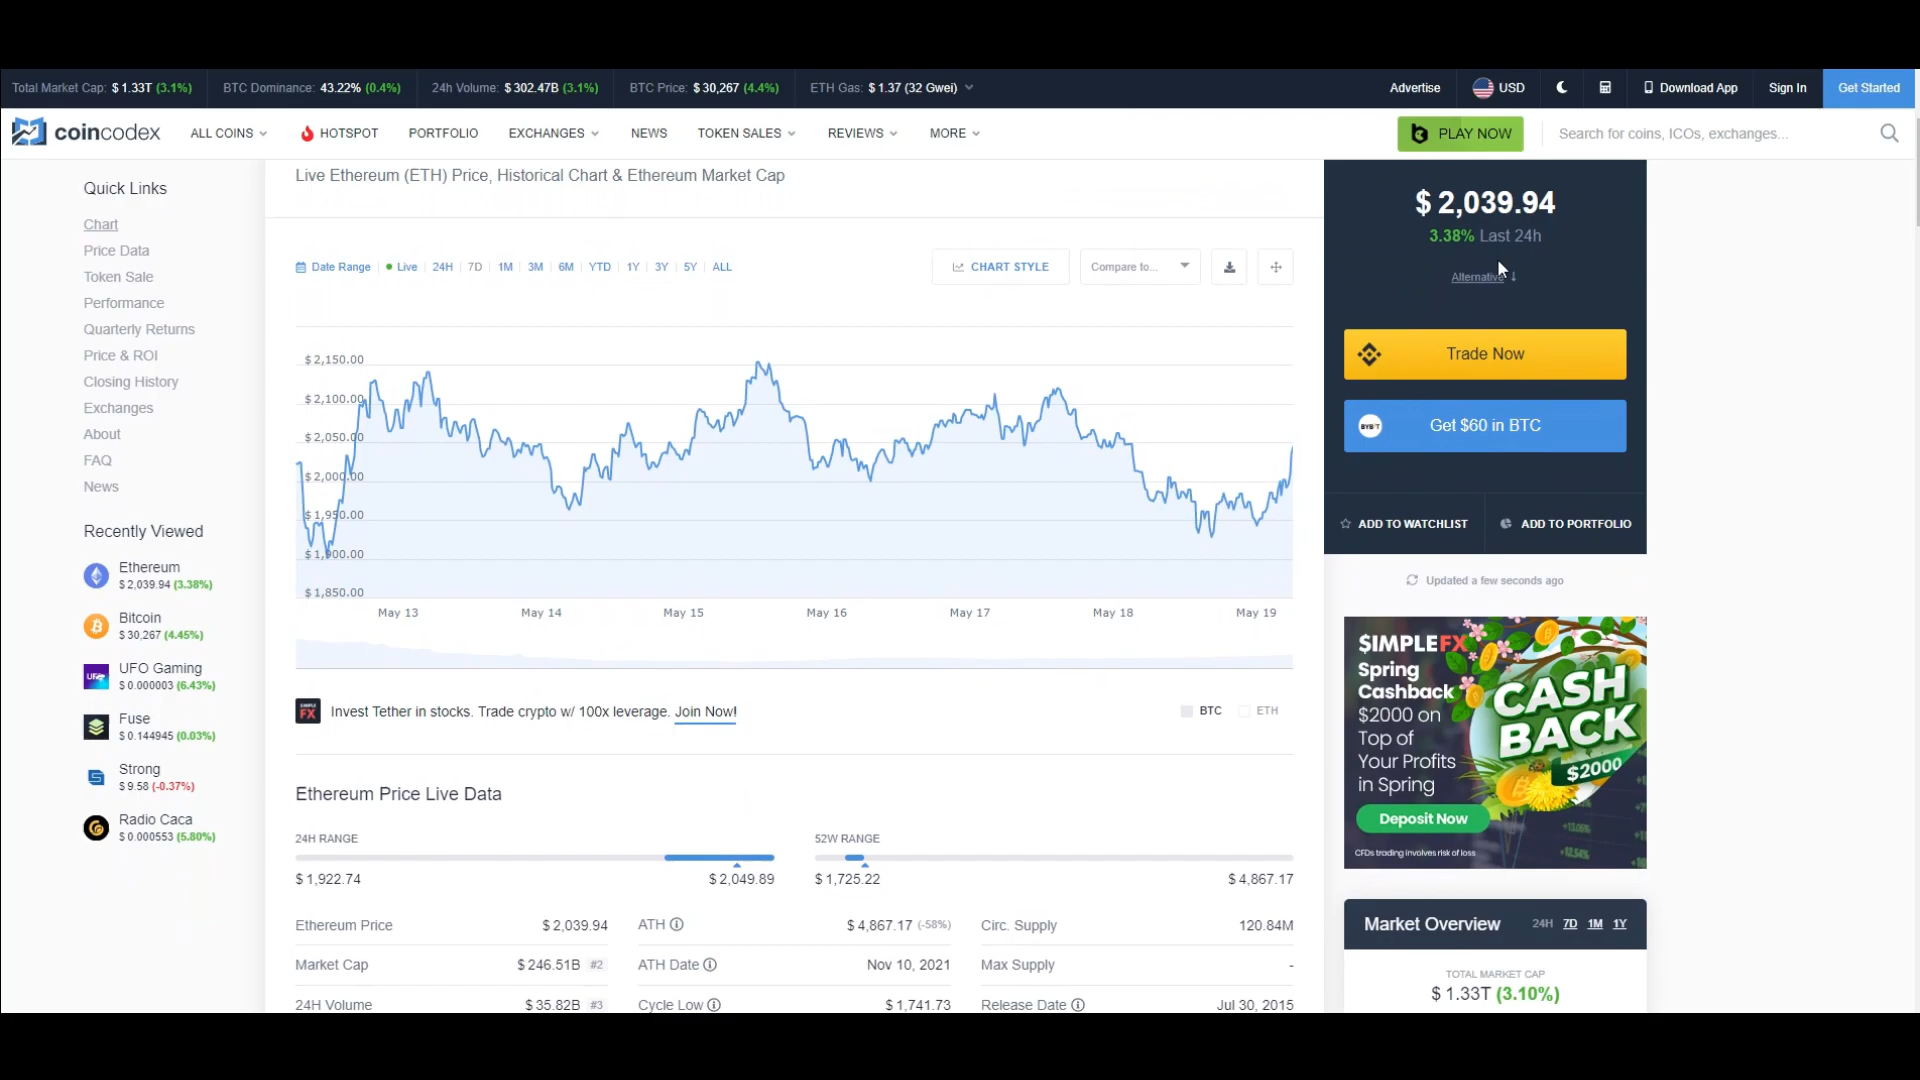 Total Market Cap: $ 1.33T (3.1%) BTC Dominance: 43.22% (0.4%) 24h Volume: $ 302.47B (3.1%) BTC Price: $ 30,267 (4.4%) ETH Gas: $ 1.37 (32 Gwei) Advertise USD Download App Sign In Get Started
coincodex ALL COINS HOTSPOT PORTFOLIO EXCHANGES NEWS TOKEN SALES REVIEWS MORE PLAY NOW Search for coins, ICOs, exchanges...
Quick Links
Chart
Price Data
Token Sale
Performance
Quarterly Returns
Price & ROI
Closing History
Exchanges
About
FAQ
News
Recently Viewed
Ethereum
$ 2,039.94 (3.38%)
Bitcoin
$ 30,267 (4.45%)
UFO Gaming
$ 0.000003 (6.43%)
Fuse
$ 0.144945 (0.03%)
Strong
$ 9.58 (-0.37%)
Radio Caca
$ 0.000553 (5.80%)
Live Ethereum (ETH) Price, Historical Chart & Ethereum Market Cap
Date Range Live 24H 7D 1M 3M 6M YTD 1Y 3Y 5Y ALL CHART STYLE Compare to...
$ 2,150.00
$ 2,100.00
$ 2,050.00
$ 2,000.00
$ 1,950.00
$ 1,900.00
$ 1,850.00
May 13 May 14 May 15 May 16 May 17 May 18 May 19
SIMPLE FX Invest Tether in stocks. Trade crypto w/ 100x leverage. Join Now! BTC ETH
Ethereum Price Live Data
24H RANGE 52W RANGE
$ 1,922.74 $ 2,049.89 $ 1,725.22 $ 4,867.17
Ethereum Price $ 2,039.94 ATH $ 4,867.17 (-58%) Circ. Supply 120.84M
Market Cap $ 246.51B #2 ATH Date Nov 10, 2021 Max Supply -
24H Volume $ 35.82B #3 Cycle Low $ 1,741.73 Release Date Jul 30, 2015
$ 2,039.94
3.38% Last 24h
Alternative
Trade Now
BYBIT Get $60 in BTC
ADD TO WATCHLIST ADD TO PORTFOLIO
Updated a few seconds ago
$IMPLEFX
Spring
Cashback
$2000 on
Top of
Your Profits
in Spring
Deposit Now
CFDs trading involves risk of loss
CASH
BACK
$2000
Market Overview 24H 7D 1M 1Y
TOTAL MARKET CAP
$ 1.33T (3.10%)